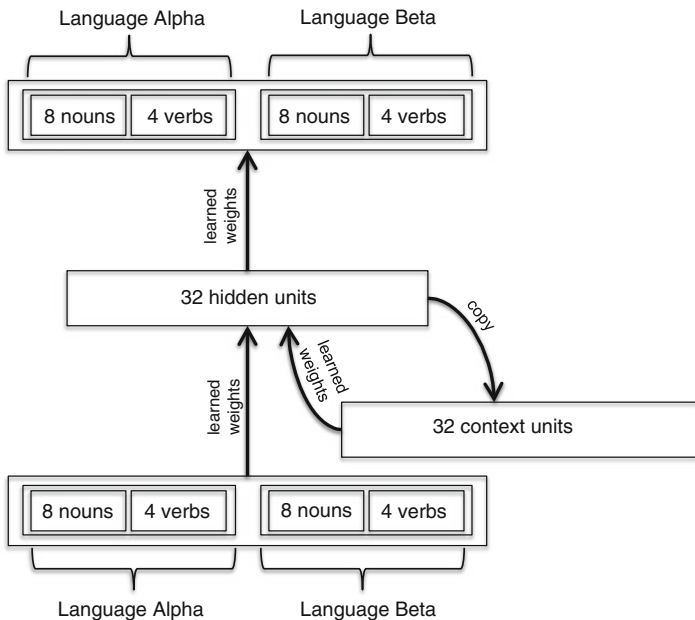 Language Alpha
Language Beta
8 nouns
4 verbs
8 nouns
4 verbs
learned
weights
32 hidden units
copy
learned
weights
learned
weights
32 context units
8 nouns
4 verbs
8 nouns
4 verbs
Language Alpha
Language Beta